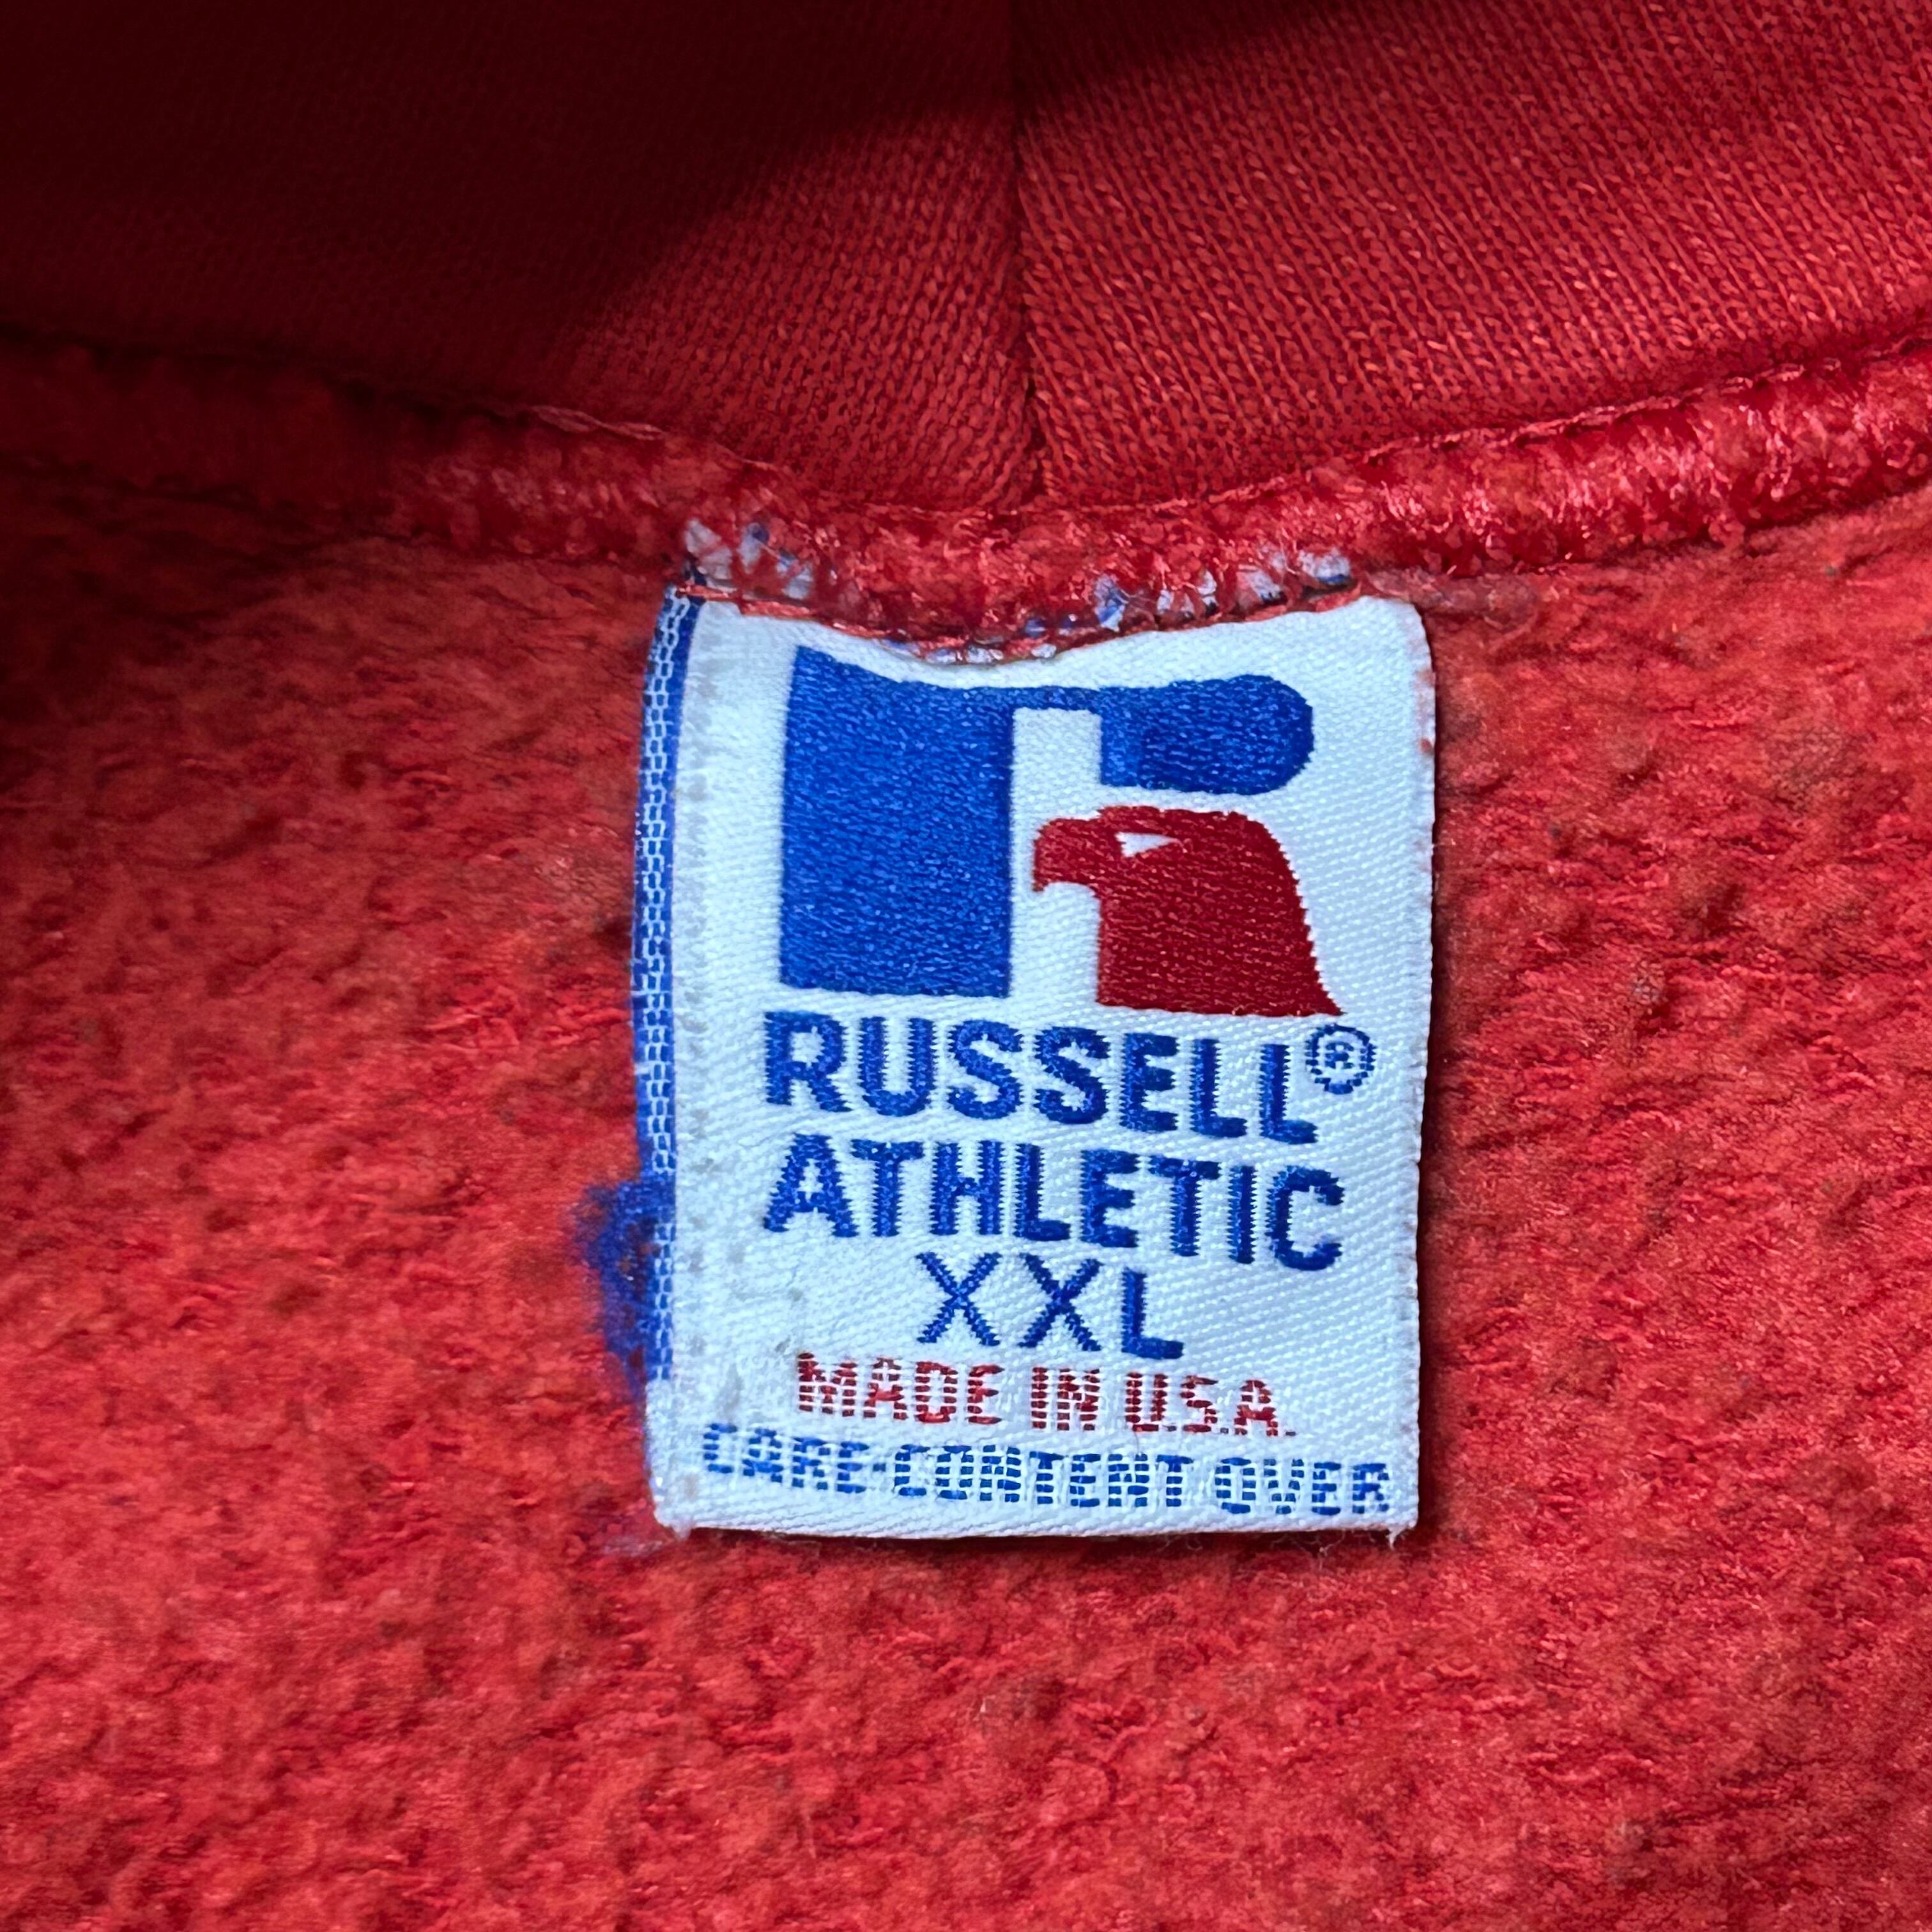 RUSSELL®
ATHLETIC
XXL
MADE IN U.S.A.
CARE-CONTENT OVER